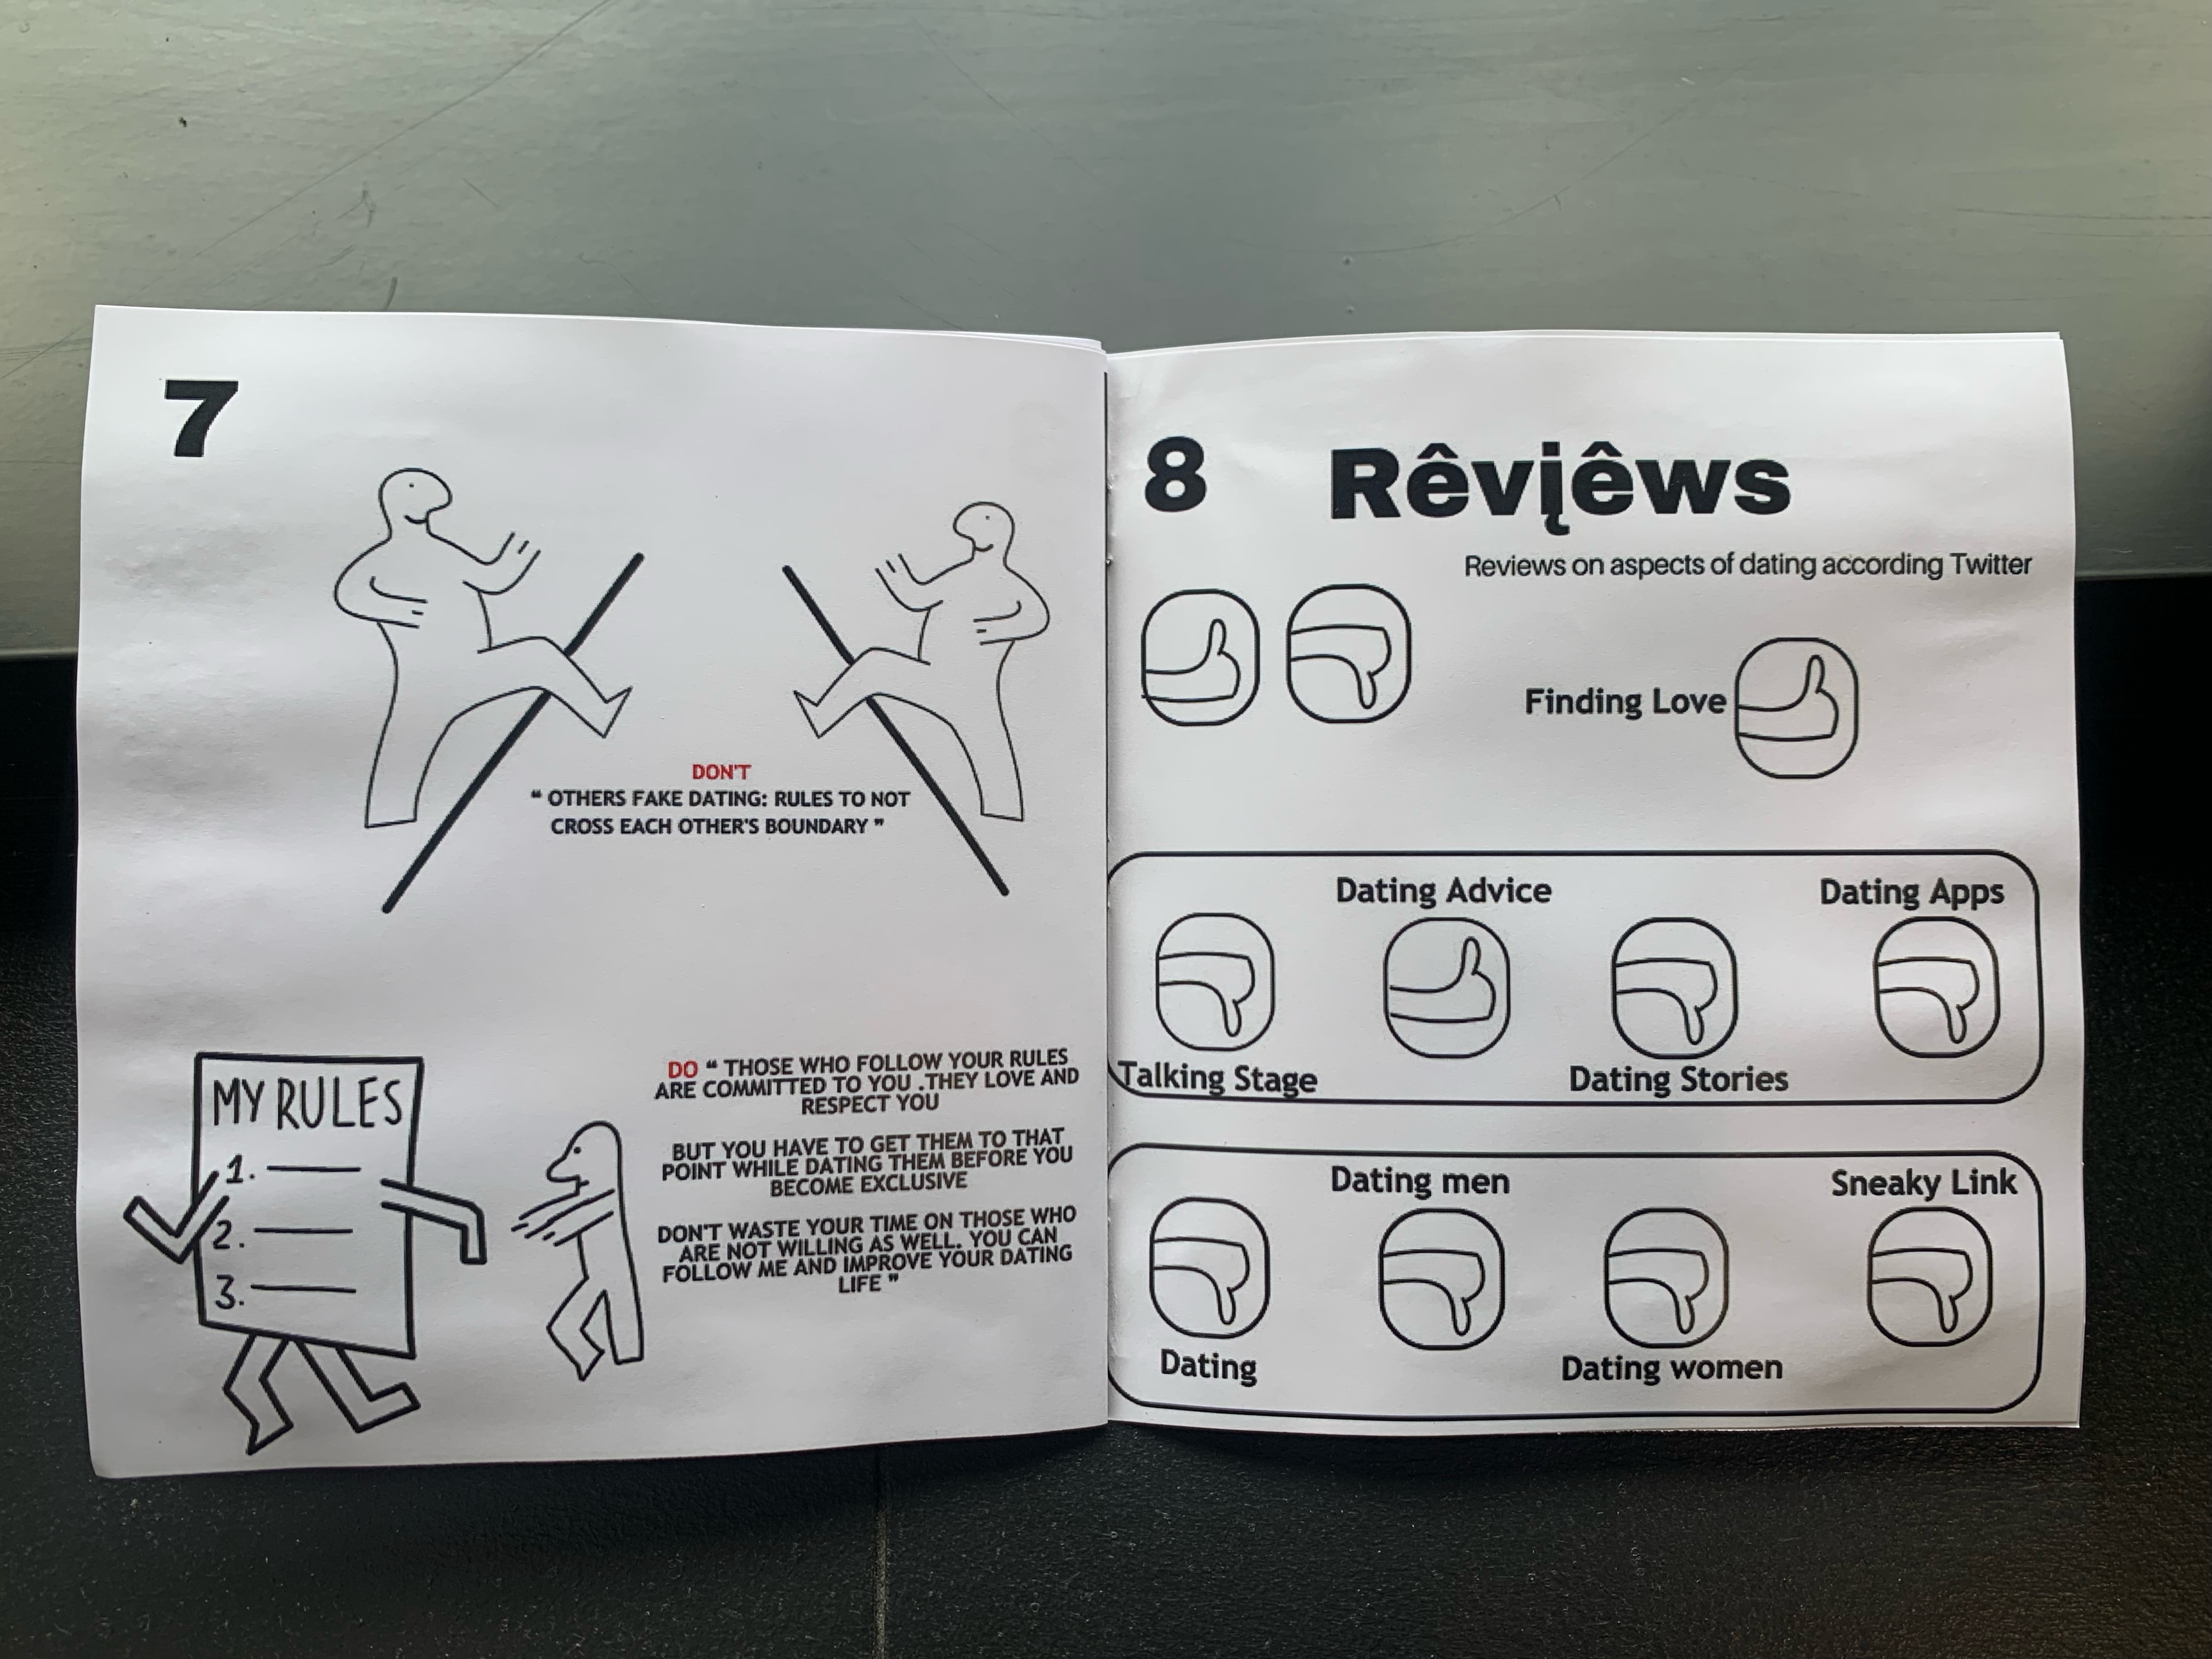 7
DON'T
“ OTHERS FAKE DATING: RULES TO NOT
CROSS EACH OTHER'S BOUNDARY ”
MY RULES
1.
2.
3.
DO “ THOSE WHO FOLLOW YOUR RULES
ARE COMMITTED TO YOU .THEY LOVE AND
RESPECT YOU
BUT YOU HAVE TO GET THEM TO THAT
POINT WHILE DATING THEM BEFORE YOU
BECOME EXCLUSIVE
DON'T WASTE YOUR TIME ON THOSE WHO
ARE NOT WILLING AS WELL. YOU CAN
FOLLOW ME AND IMPROVE YOUR DATING
LIFE ”
8
Rêvįêws
Reviews on aspects of dating according Twitter
Finding Love
Dating Advice
Dating Apps
Talking Stage
Dating Stories
Dating men
Sneaky Link
Dating
Dating women